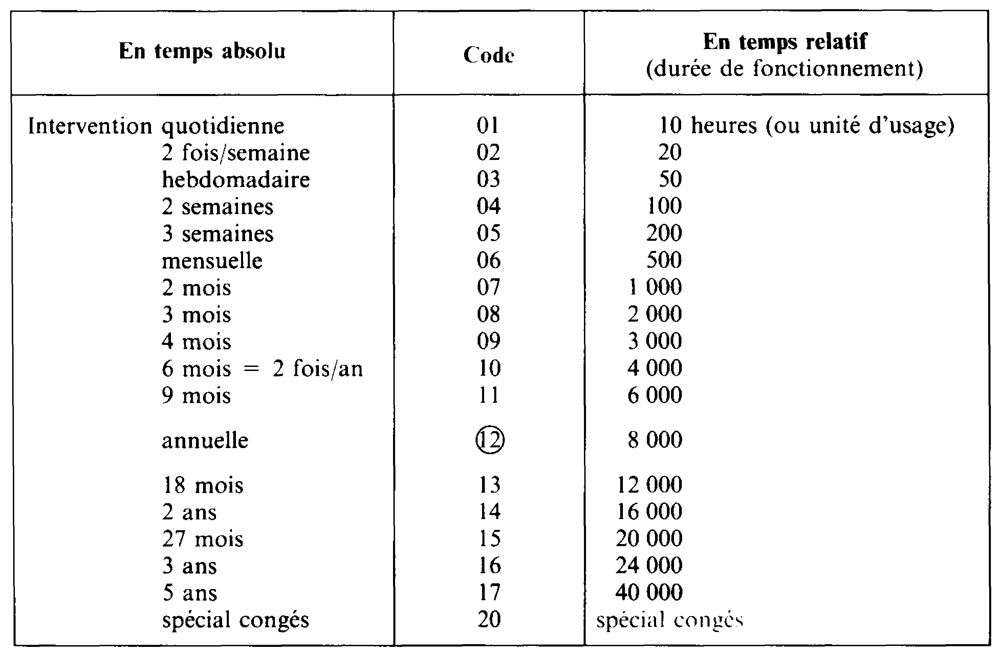 En temps absolu Code En temps relatif
(durée de fonctionnement)
Intervention quotidienne 01 10 heures (ou unité d'usage)
2 fois/semaine 02 20
hebdomadaire 03 50
2 semaines 04 100
3 semaines 05 200
mensuelle 06 500
2 mois 07 1 000
3 mois 08 2 000
4 mois 09 3 000
6 mois = 2 fois/an 10 4 000
9 mois 11 6 000
annuelle 12 8 000
18 mois 13 12 000
2 ans 14 16 000
27 mois 15 20 000
3 ans 16 24 000
5 ans 17 40 000
spécial congés 20 spécial congés